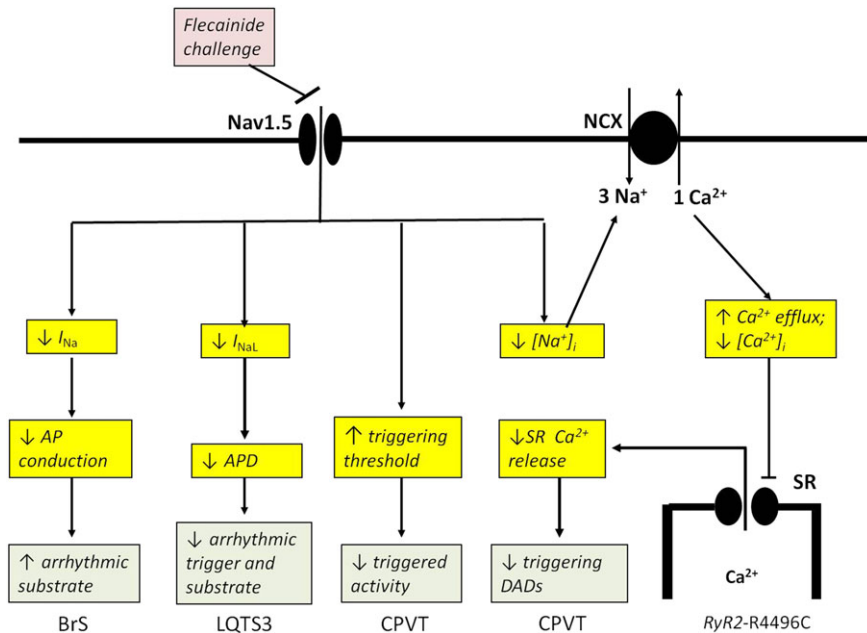 Flecainide
challenge
Nav1.5
NCX
3 Na⁺
1 Ca²⁺
↓ I_Na
↓ I_NaL
↓ [Na⁺]ᵢ
↑ Ca²⁺ efflux;
↓ [Ca²⁺]ᵢ
↓ AP
conduction
↓ APD
↑ triggering
threshold
↓SR Ca²⁺
release
SR
↑ arrhythmic
substrate
↓ arrhythmic
trigger and
substrate
↓ triggered
activity
↓ triggering
DADs
Ca²⁺
BrS
LQTS3
CPVT
CPVT
RyR2-R4496C